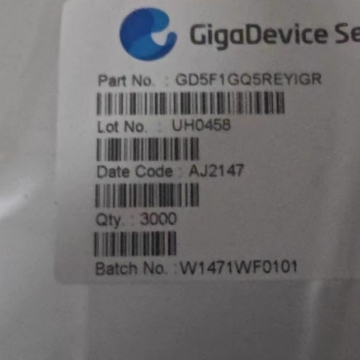 GigaDevice Se
Part No. : GD5F1GQ5REYIGR
Lot No. : UH0458
Date Code : AJ2147
Qty. : 3000
Batch No. : W1471WF0101